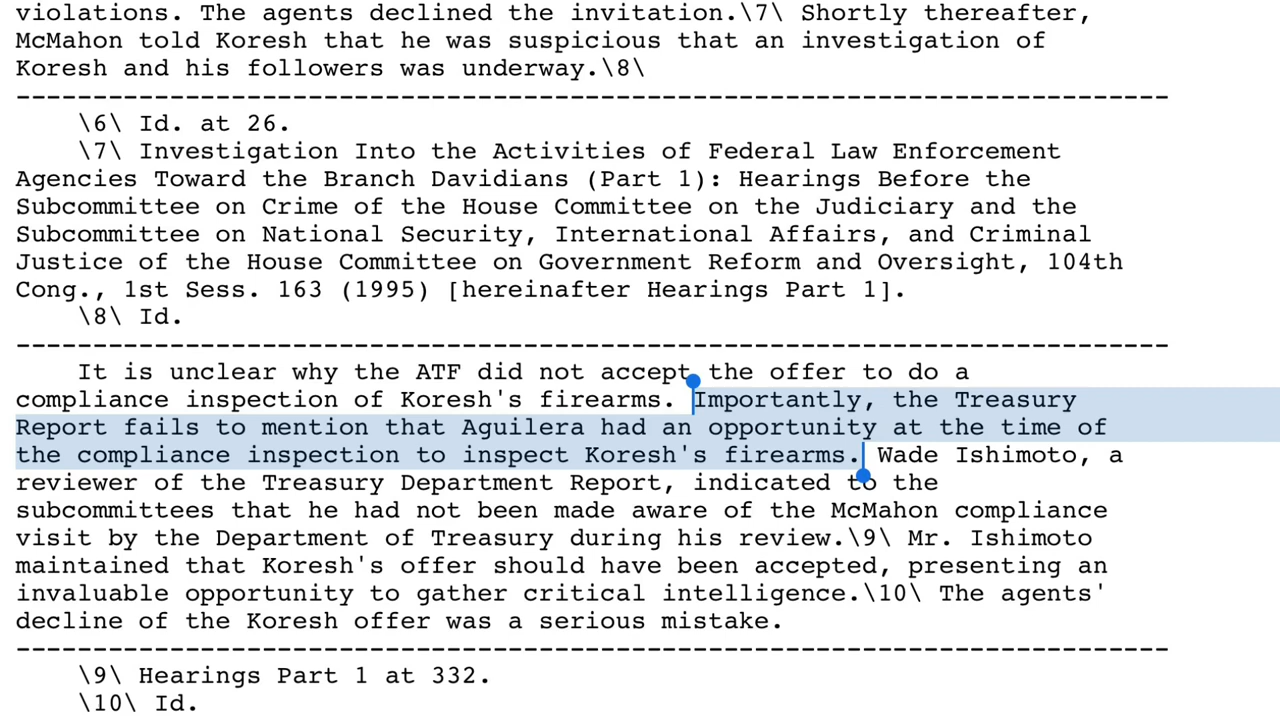 violations. The agents declined the invitation.\7\ Shortly thereafter,
McMahon told Koresh that he was suspicious that an investigation of
Koresh and his followers was underway.\8\
---------------------------------------------------------------------------
\6\ Id. at 26.
\7\ Investigation Into the Activities of Federal Law Enforcement
Agencies Toward the Branch Davidians (Part 1): Hearings Before the
Subcommittee on Crime of the House Committee on the Judiciary and the
Subcommittee on National Security, International Affairs, and Criminal
Justice of the House Committee on Government Reform and Oversight, 104th
Cong., 1st Sess. 163 (1995) [hereinafter Hearings Part 1].
\8\ Id.
---------------------------------------------------------------------------
It is unclear why the ATF did not accept the offer to do a
compliance inspection of Koresh's firearms. Importantly, the Treasury
Report fails to mention that Aguilera had an opportunity at the time of
the compliance inspection to inspect Koresh's firearms. Wade Ishimoto, a
reviewer of the Treasury Department Report, indicated to the
subcommittees that he had not been made aware of the McMahon compliance
visit by the Department of Treasury during his review.\9\ Mr. Ishimoto
maintained that Koresh's offer should have been accepted, presenting an
invaluable opportunity to gather critical intelligence.\10\ The agents'
decline of the Koresh offer was a serious mistake.
---------------------------------------------------------------------------
\9\ Hearings Part 1 at 332.
\10\ Id.